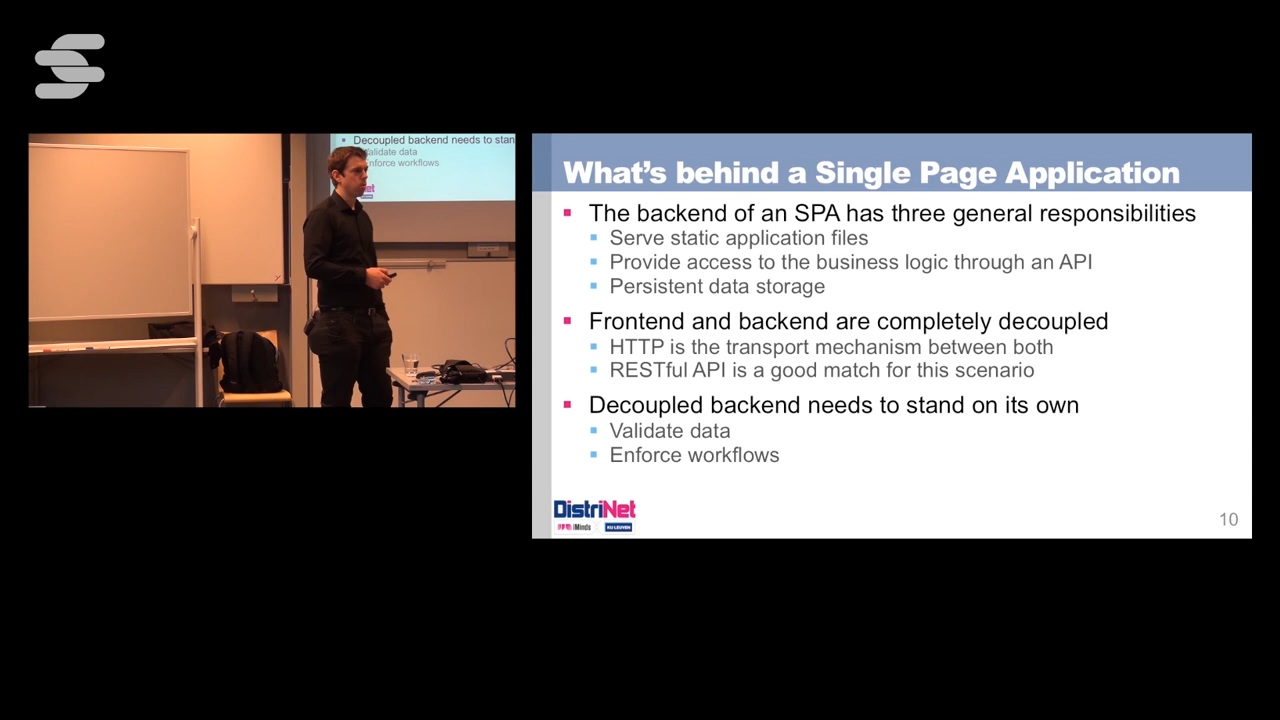 Decoupled backend needs to stan
Validate data
nforce workflows
et
What's behind a Single Page Application
The backend of an SPA has three general responsibilities
Serve static application files
Provide access to the business logic through an API
Persistent data storage
Frontend and backend are completely decoupled
HTTP is the transport mechanism between both
RESTful API is a good match for this scenario
Decoupled backend needs to stand on its own
Validate data
Enforce workflows
DistriNet
iMinds
KU LEUVEN
10